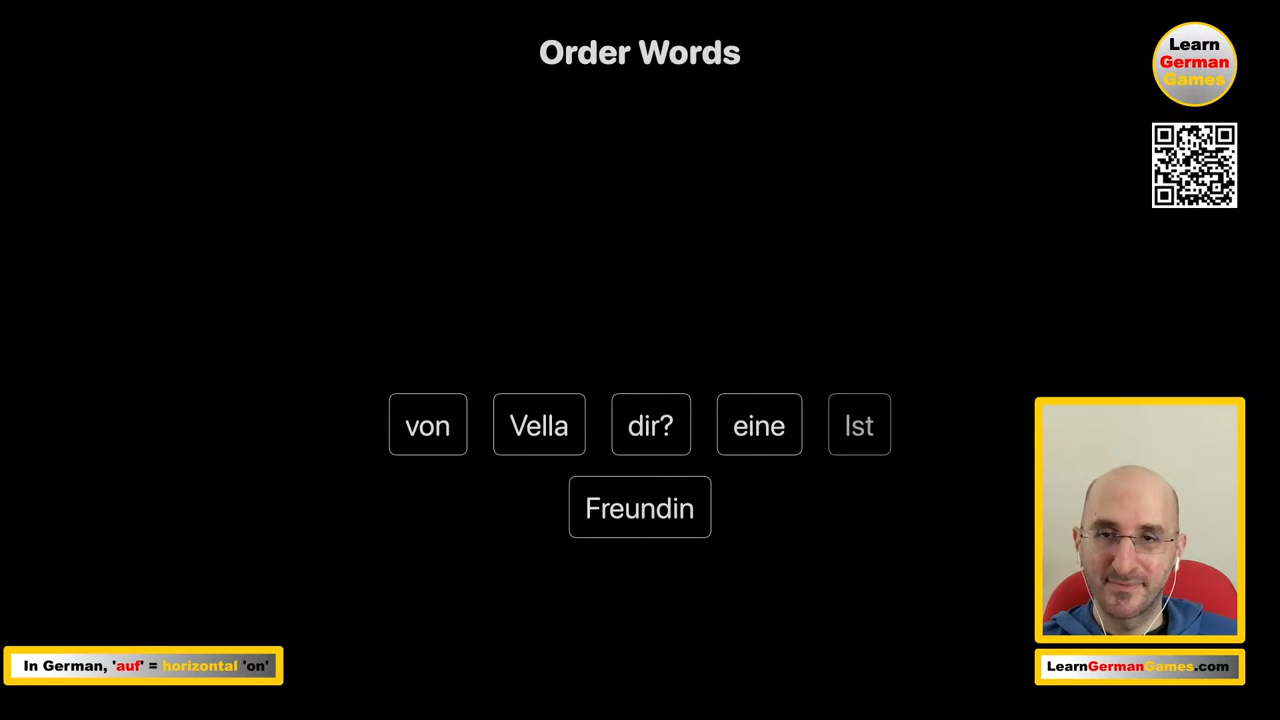 Order Words
Learn
German
Games
von Vella dir? eine Ist
Freundin
In German, 'auf' = horizontal 'on'
LearnGermanGames.com